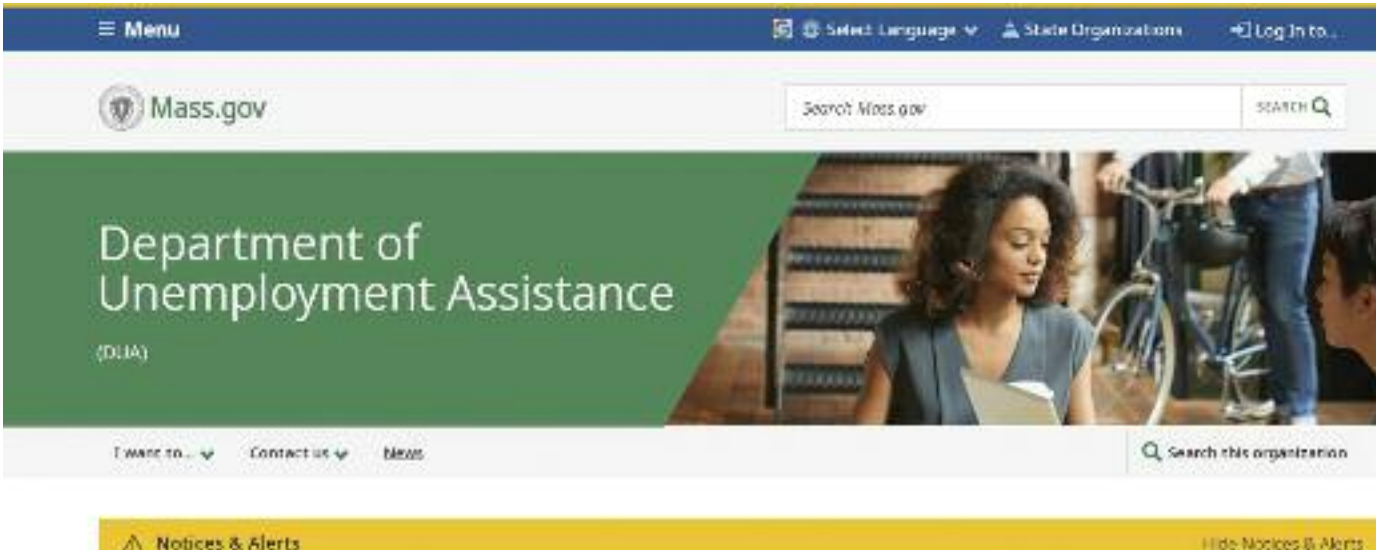 Menu
Select Language
State Organizations
Log In to...
Mass.gov
Search Mass.gov
SEARCH
Department of
Unemployment Assistance
(DUA)
I want to...
Contact us
News
Search this organization
Notices & Alerts
Hide Notices & Alerts